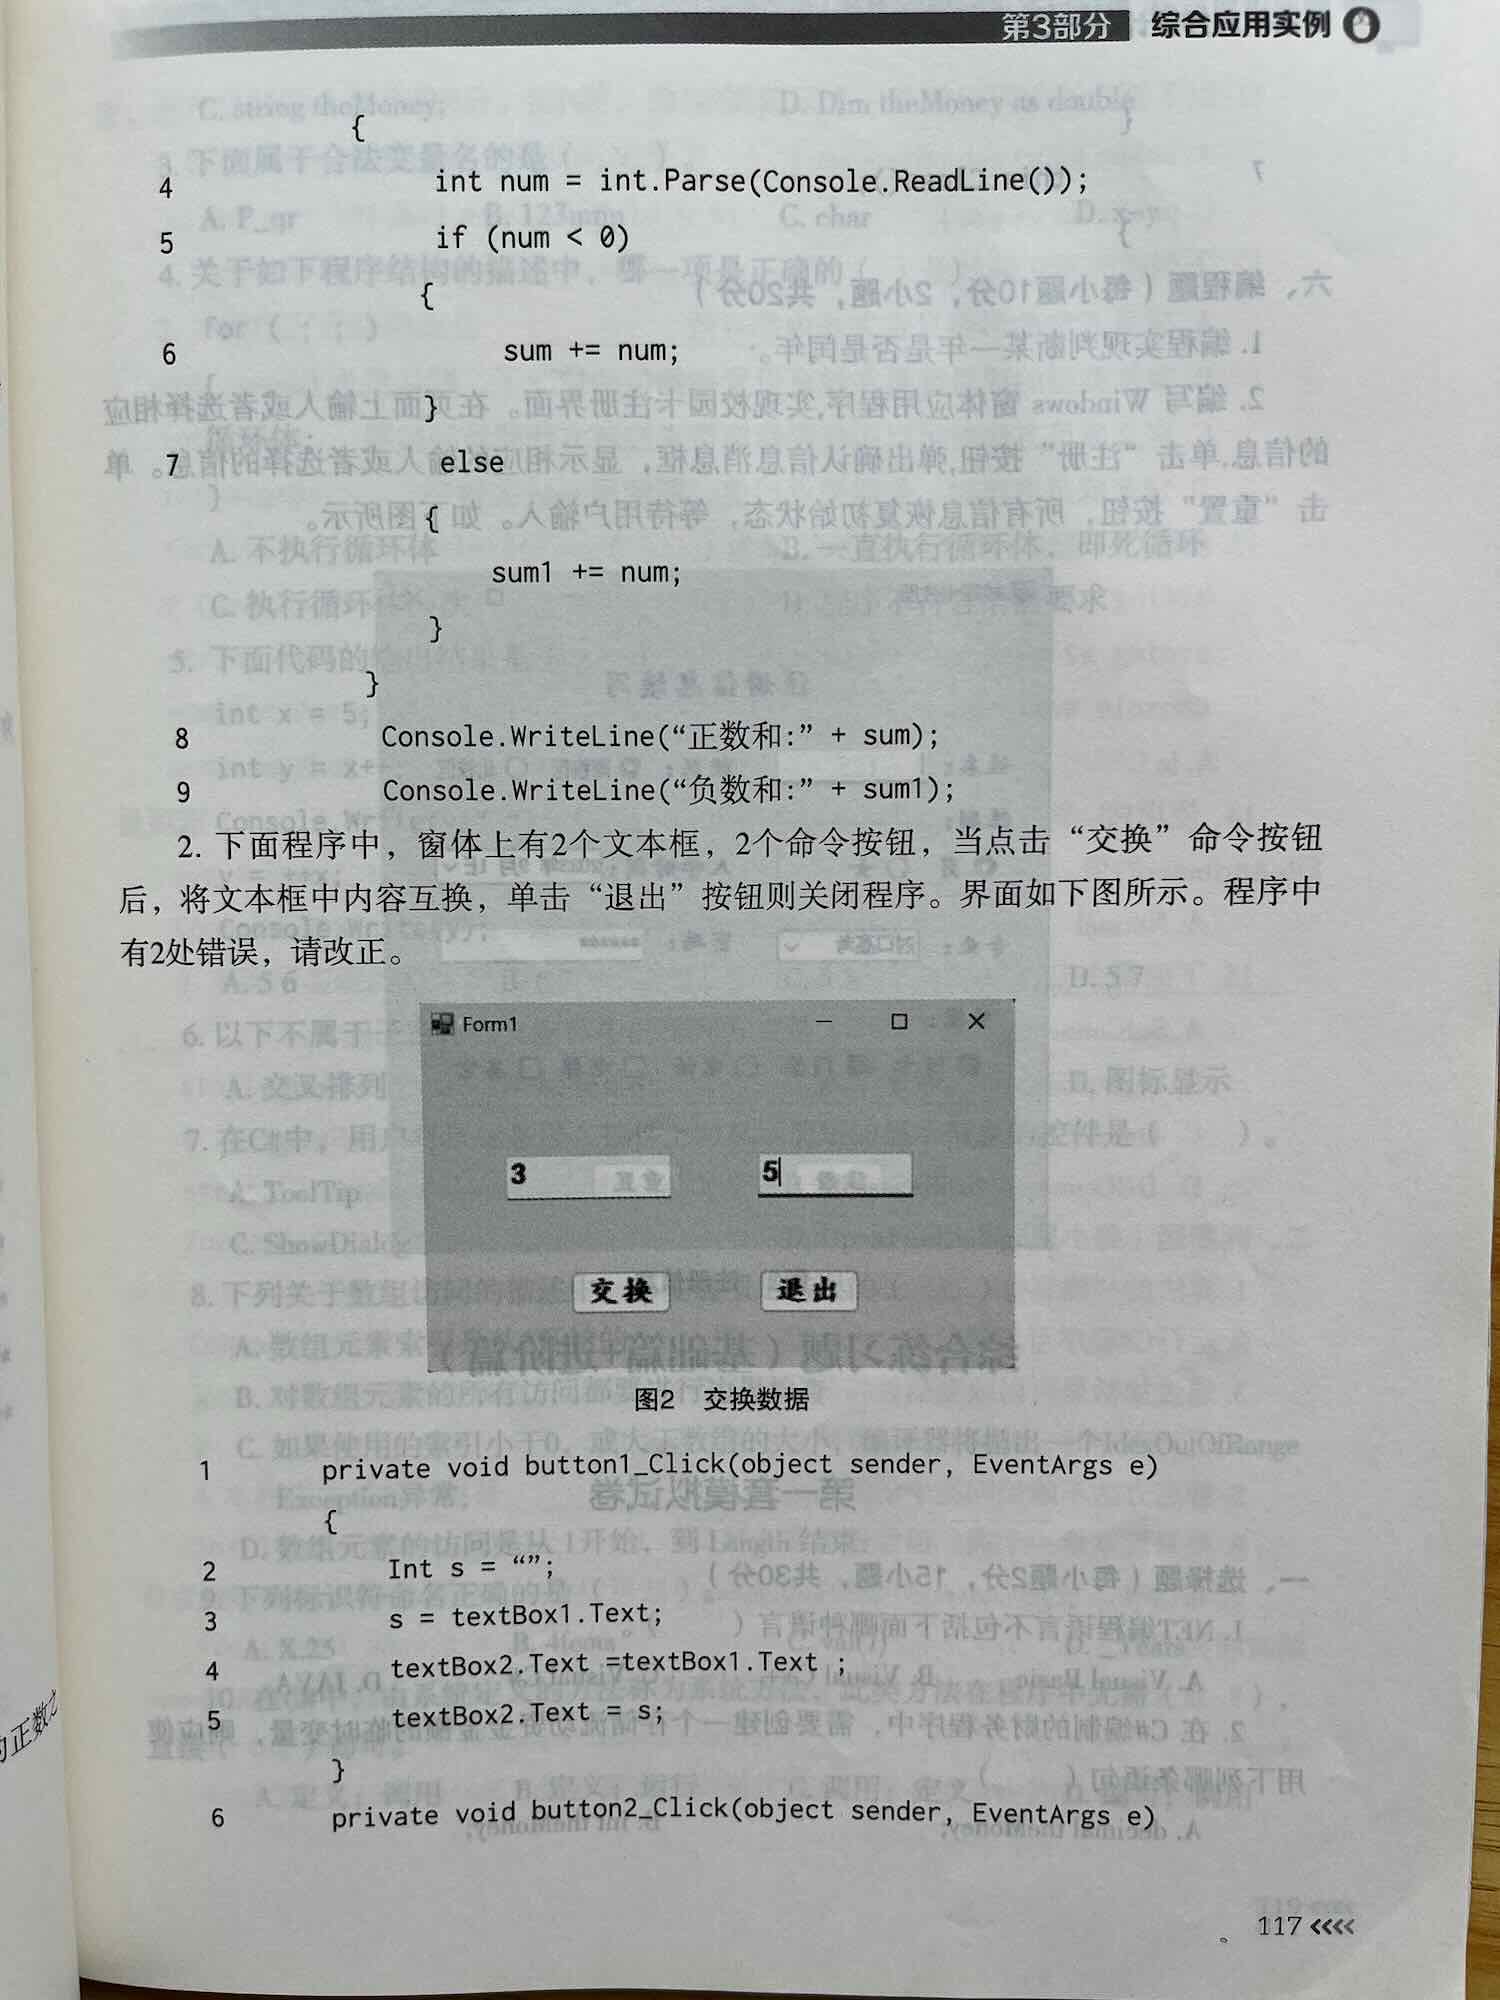 第3部分 综合应用实例
{
4 int num = int.Parse(Console.ReadLine());
5 if (num < 0)
{
6 sum += num;
}
7 else
{
sum1 += num;
}
}
8 Console.WriteLine(“正数和:” + sum);
9 Console.WriteLine(“负数和:” + sum1);
2. 下面程序中，窗体上有2个文本框，2个命令按钮，当点击“交换”命令按钮
后，将文本框中内容互换，单击“退出”按钮则关闭程序。界面如下图所示。程序中
有2处错误，请改正。
Form1
3 5
交换 退出
图2 交换数据
1 private void button1_Click(object sender, EventArgs e)
{
2 Int s = “”;
3 s = textBox1.Text;
4 textBox2.Text =textBox1.Text ;
5 textBox2.Text = s;
}
6 private void button2_Click(object sender, EventArgs e)
117